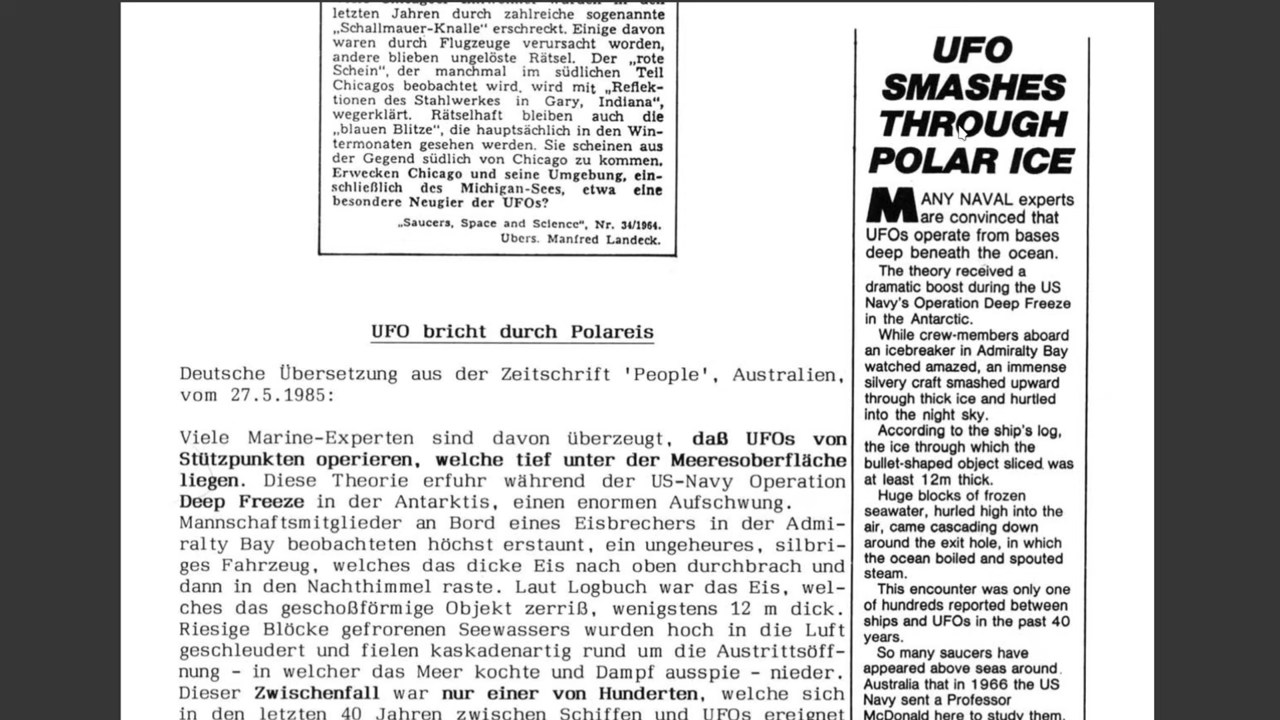 letzten Jahren durch zahlreiche sogenannte
„Schallmauer-Knalle“ erschreckt. Einige davon
waren durch Flugzeuge verursacht worden,
andere blieben ungelöste Rätsel. Der „rote
Schein“, der manchmal im südlichen Teil
Chicagos beobachtet wird, wird mit „Reflek-
tionen des Stahlwerkes in Gary, Indiana“,
wegerklärt. Rätselhaft bleiben auch die
„blauen Blitze“, die hauptsächlich in den Win-
termonaten gesehen werden. Sie scheinen aus
der Gegend südlich von Chicago zu kommen.
Erwecken Chicago und seine Umgebung, ein-
schließlich des Michigan-Sees, etwa eine
besondere Neugier der UFOs?
„Saucers, Space and Science“, Nr. 34/1964.
Übers. Manfred Landeck.
UFO bricht durch Polareis
Deutsche Übersetzung aus der Zeitschrift 'People', Australien,
vom 27.5.1985:
Viele Marine-Experten sind davon überzeugt, daß UFOs von
Stützpunkten operieren, welche tief unter der Meeresoberfläche
liegen. Diese Theorie erfuhr während der US-Navy Operation
Deep Freeze in der Antarktis, einen enormen Aufschwung.
Mannschaftsmitglieder an Bord eines Eisbrechers in der Admi-
ralty Bay beobachteten höchst erstaunt, ein ungeheures, silbri-
ges Fahrzeug, welches das dicke Eis nach oben durchbrach und
dann in den Nachthimmel raste. Laut Logbuch war das Eis, wel-
ches das geschoßförmige Objekt zerriß, wenigstens 12 m dick.
Riesige Blöcke gefrorenen Seewassers wurden hoch in die Luft
geschleudert und fielen kaskadenartig rund um die Austrittsöff-
nung - in welcher das Meer kochte und Dampf ausspie - nieder.
Dieser Zwischenfall war nur einer von Hunderten, welche sich
in den letzten 40 Jahren zwischen Schiffen und UFOs ereignet
UFO
SMASHES
THROUGH
POLAR ICE
MANY NAVAL experts
are convinced that
UFOs operate from bases
deep beneath the ocean.
The theory received a
dramatic boost during the US
Navy's Operation Deep Freeze
in the Antarctic.
While crew-members aboard
an icebreaker in Admiralty Bay
watched amazed, an immense
silvery craft smashed upward
through thick ice and hurtled
into the night sky.
According to the ship's log,
the ice through which the
bullet-shaped object sliced was
at least 12m thick.
Huge blocks of frozen
seawater, hurled high into the
air, came cascading down
around the exit hole, in which
the ocean boiled and spouted
steam.
This encounter was only one
of hundreds reported between
ships and UFOs in the past 40
years.
So many saucers have
appeared above seas around
Australia that in 1966 the US
Navy sent a Professor
McDonald here to study them.